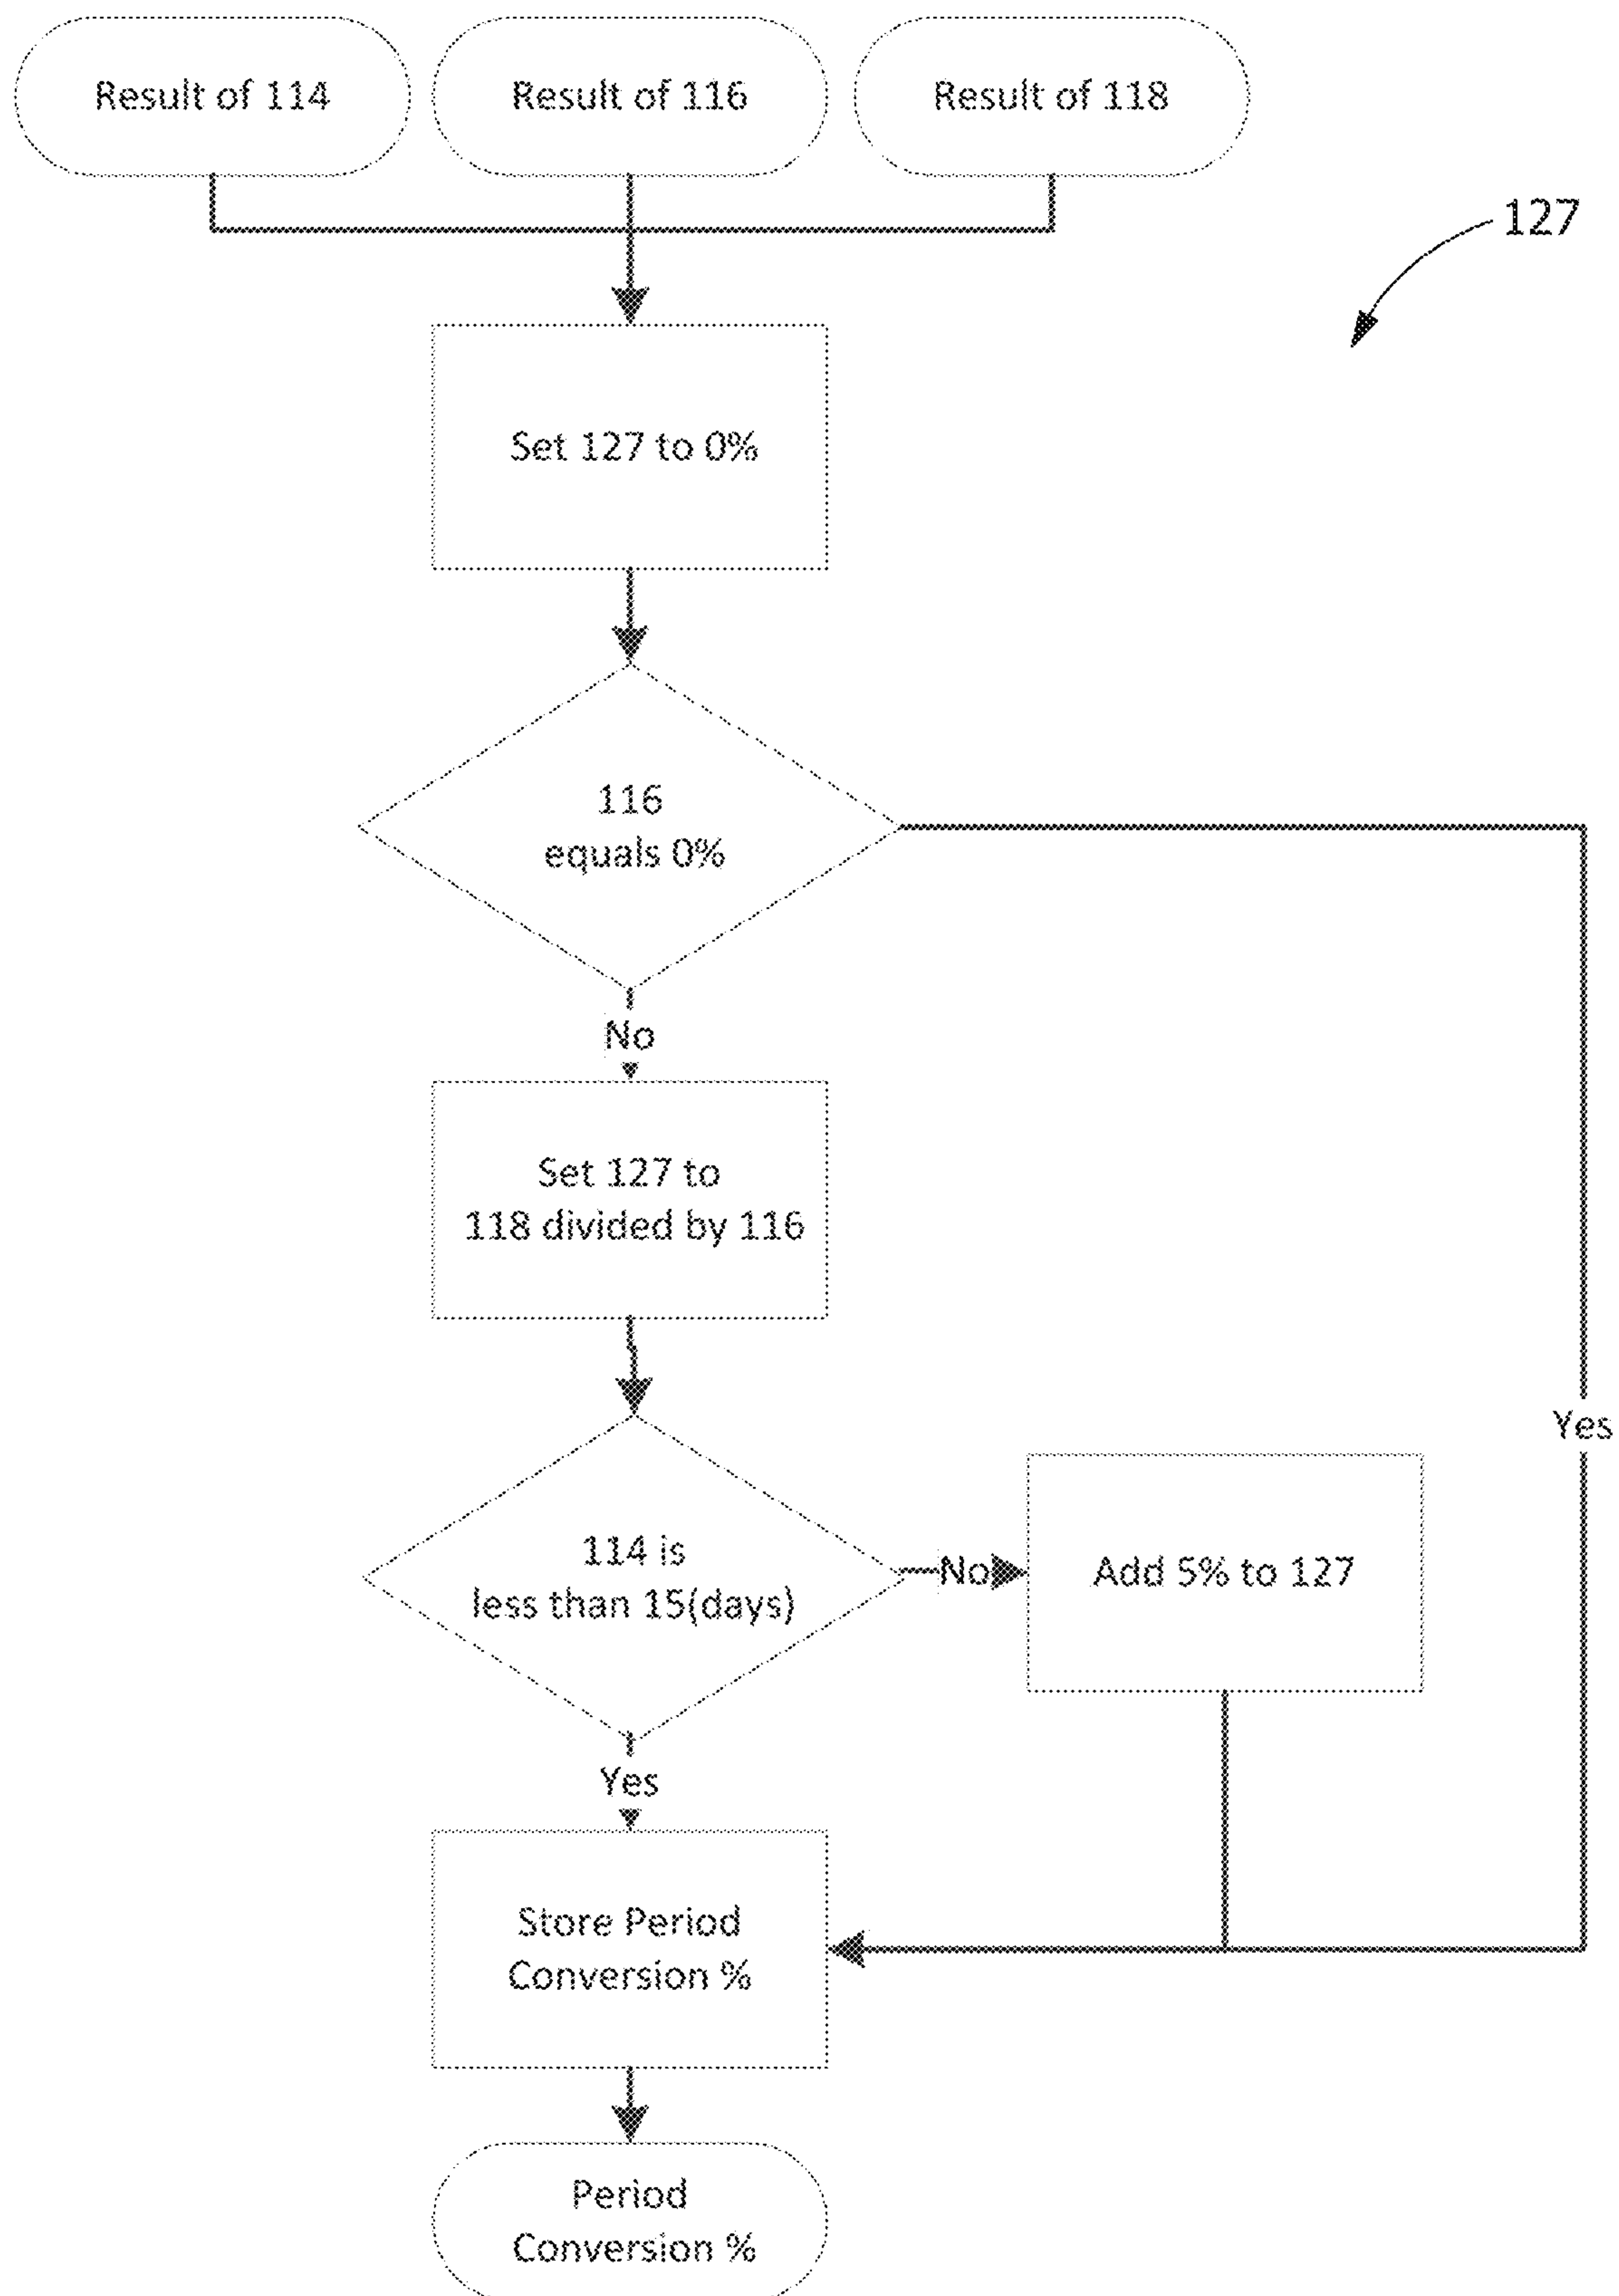 Result of 114
Result of 116
Result of 118
127
Set 127 to 0%
116
equals 0%
No
Set 127 to
118 divided by 116
Yes
114 is
less than 15(days)
No
Add 5% to 127
Yes
Store Period
Conversion %
Period
Conversion %